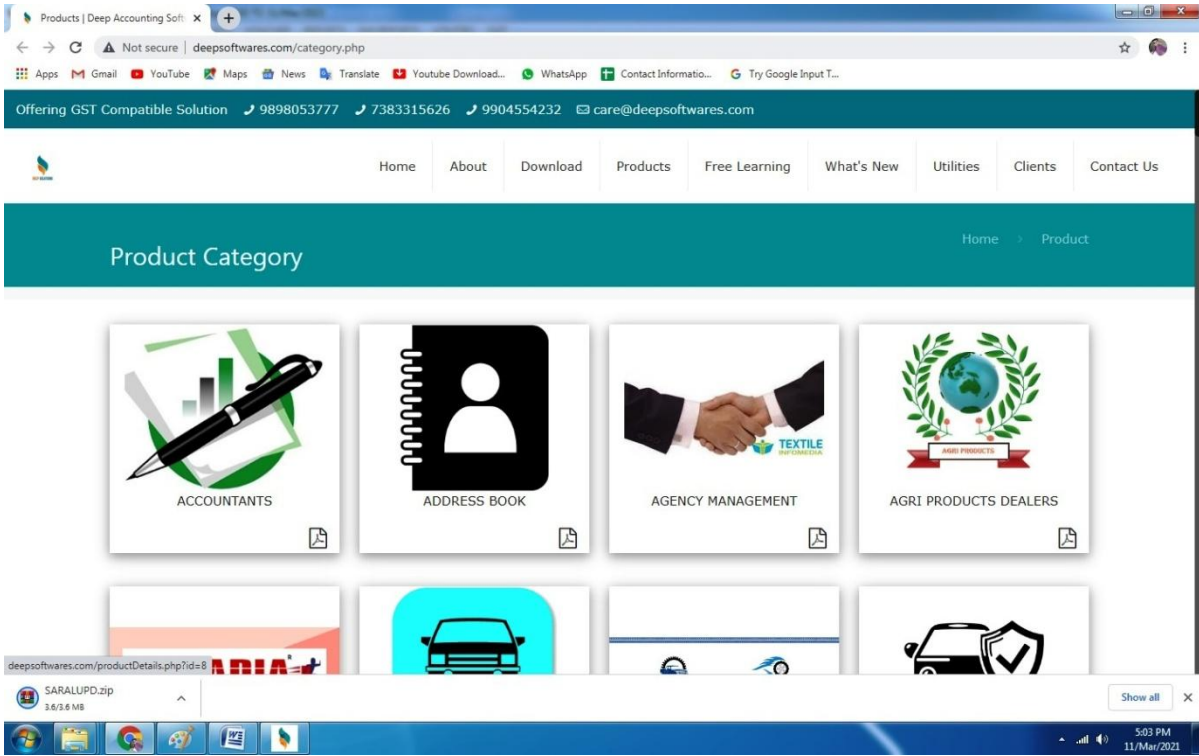 Products | Deep Accounting Soft
Not secure | deepsoftwares.com/category.php
Apps Gmail YouTube Maps News Translate Youtube Download... WhatsApp Contact Informatio... Try Google Input T...
Offering GST Compatible Solution 9898053777 7383315626 9904554232 care@deepsoftwares.com
Home About Download Products Free Learning What's New Utilities Clients Contact Us
Home > Product
Product Category
TEXTILE
INFOMEDIA
AGRI PRODUCTS
ACCOUNTANTS ADDRESS BOOK AGENCY MANAGEMENT AGRI PRODUCTS DEALERS
deepsoftwares.com/productDetails.php?id=8
SARALUPD.zip
3.6/3.6 MB
Show all
5:03 PM
11/Mar/2021